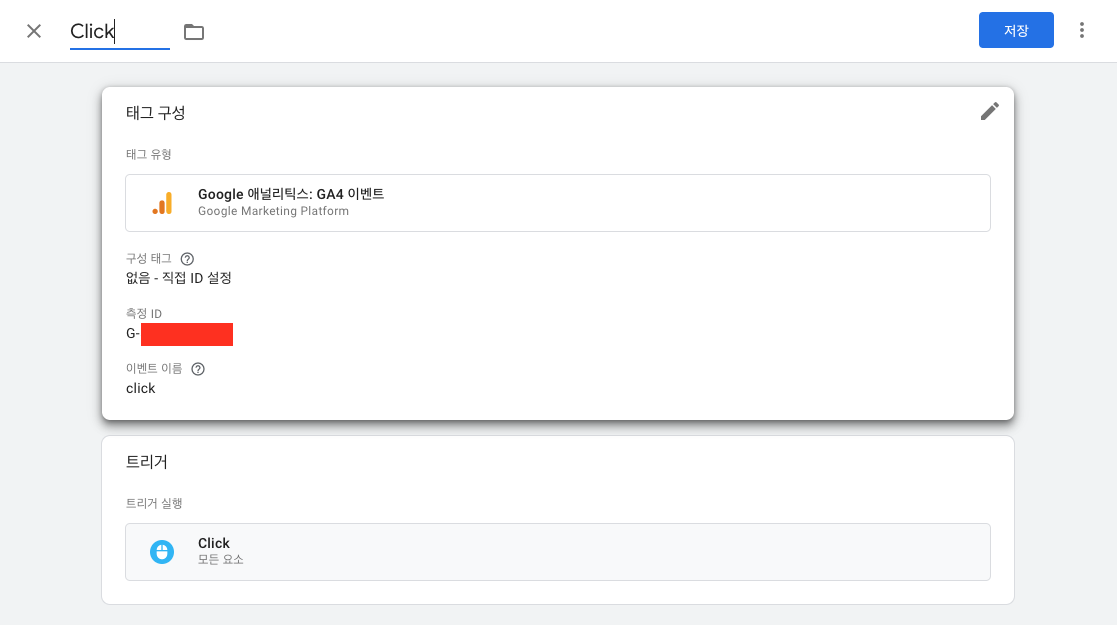 Click
저장
태그 구성
태그 유형
Google 애널리틱스: GA4 이벤트
Google Marketing Platform
구성 태그
없음 - 직접 ID 설정
측정 ID
G-
이벤트 이름
click
트리거
트리거 실행
Click
모든 요소